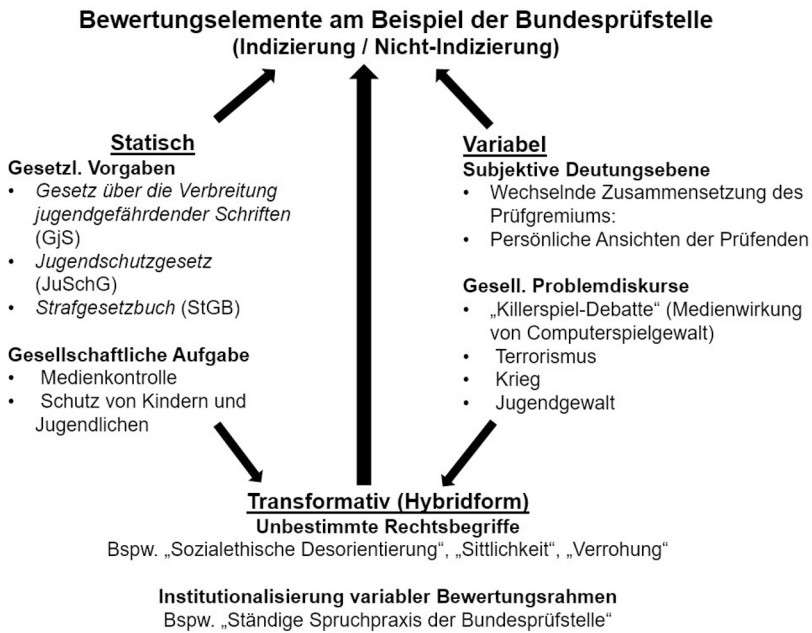 Bewertungselemente am Beispiel der Bundesprüfstelle
(Indizierung / Nicht-Indizierung)
Statisch
Gesetzl. Vorgaben
• Gesetz über die Verbreitung
jugendgefährdender Schriften
(GjS)
• Jugendschutzgesetz
(JuSchG)
• Strafgesetzbuch (StGB)
Gesellschaftliche Aufgabe
• Medienkontrolle
• Schutz von Kindern und
Jugendlichen
Variabel
Subjektive Deutungsebene
• Wechselnde Zusammensetzung des
Prüfgremiums:
• Persönliche Ansichten der Prüfenden
Gesell. Problemdiskurse
• „Killerspiel-Debatte“ (Medienwirkung
von Computerspielgewalt)
• Terrorismus
• Krieg
• Jugendgewalt
Transformativ (Hybridform)
Unbestimmte Rechtsbegriffe
Bspw. „Sozialethische Desorientierung“, „Sittlichkeit“, „Verrohung“
Institutionalisierung variabler Bewertungsrahmen
Bspw. „Ständige Spruchpraxis der Bundesprüfstelle“